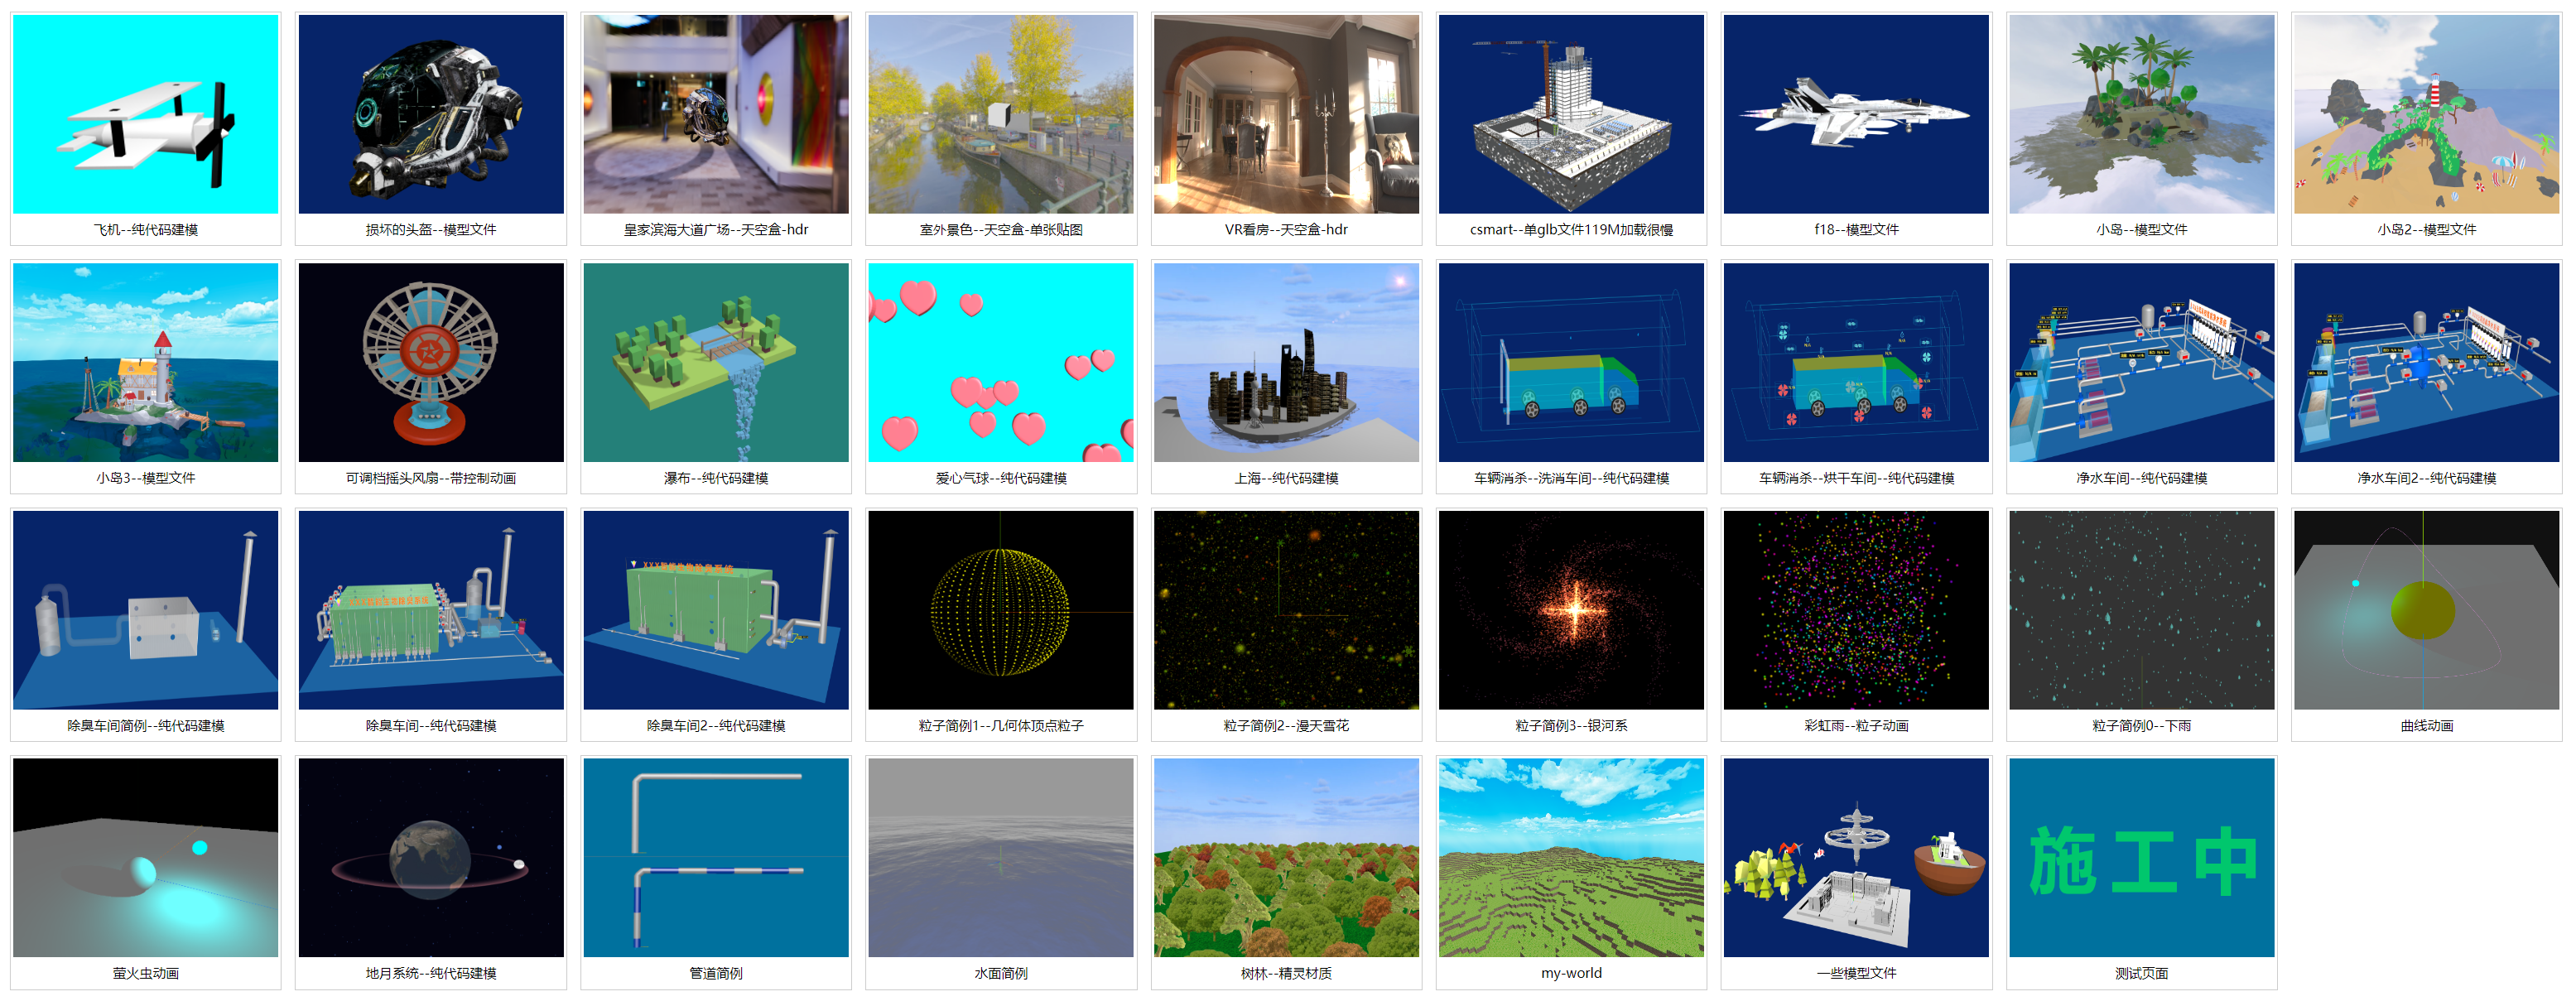 飞机--纯代码建模
损坏的头盔--模型文件
皇家滨海大道广场--天空盒-hdr
室外景色--天空盒-单张贴图
VR看房--天空盒-hdr
csmart--单glb文件119M加载很慢
f18--模型文件
小岛--模型文件
小岛2--模型文件
小岛3--模型文件
可调档摇头风扇--带控制动画
瀑布--纯代码建模
爱心气球--纯代码建模
上海--纯代码建模
车辆消杀--洗消车间--纯代码建模
车辆消杀--烘干车间--纯代码建模
净水车间--纯代码建模
净水车间2--纯代码建模
除臭车间简例--纯代码建模
除臭车间--纯代码建模
除臭车间2--纯代码建模
粒子简例1--几何体顶点粒子
粒子简例2--漫天雪花
粒子简例3--银河系
彩虹雨--粒子动画
粒子简例0--下雨
曲线动画
萤火虫动画
地月系统--纯代码建模
管道简例
水面简例
树林--精灵材质
my-world
一些模型文件
施工中
测试页面